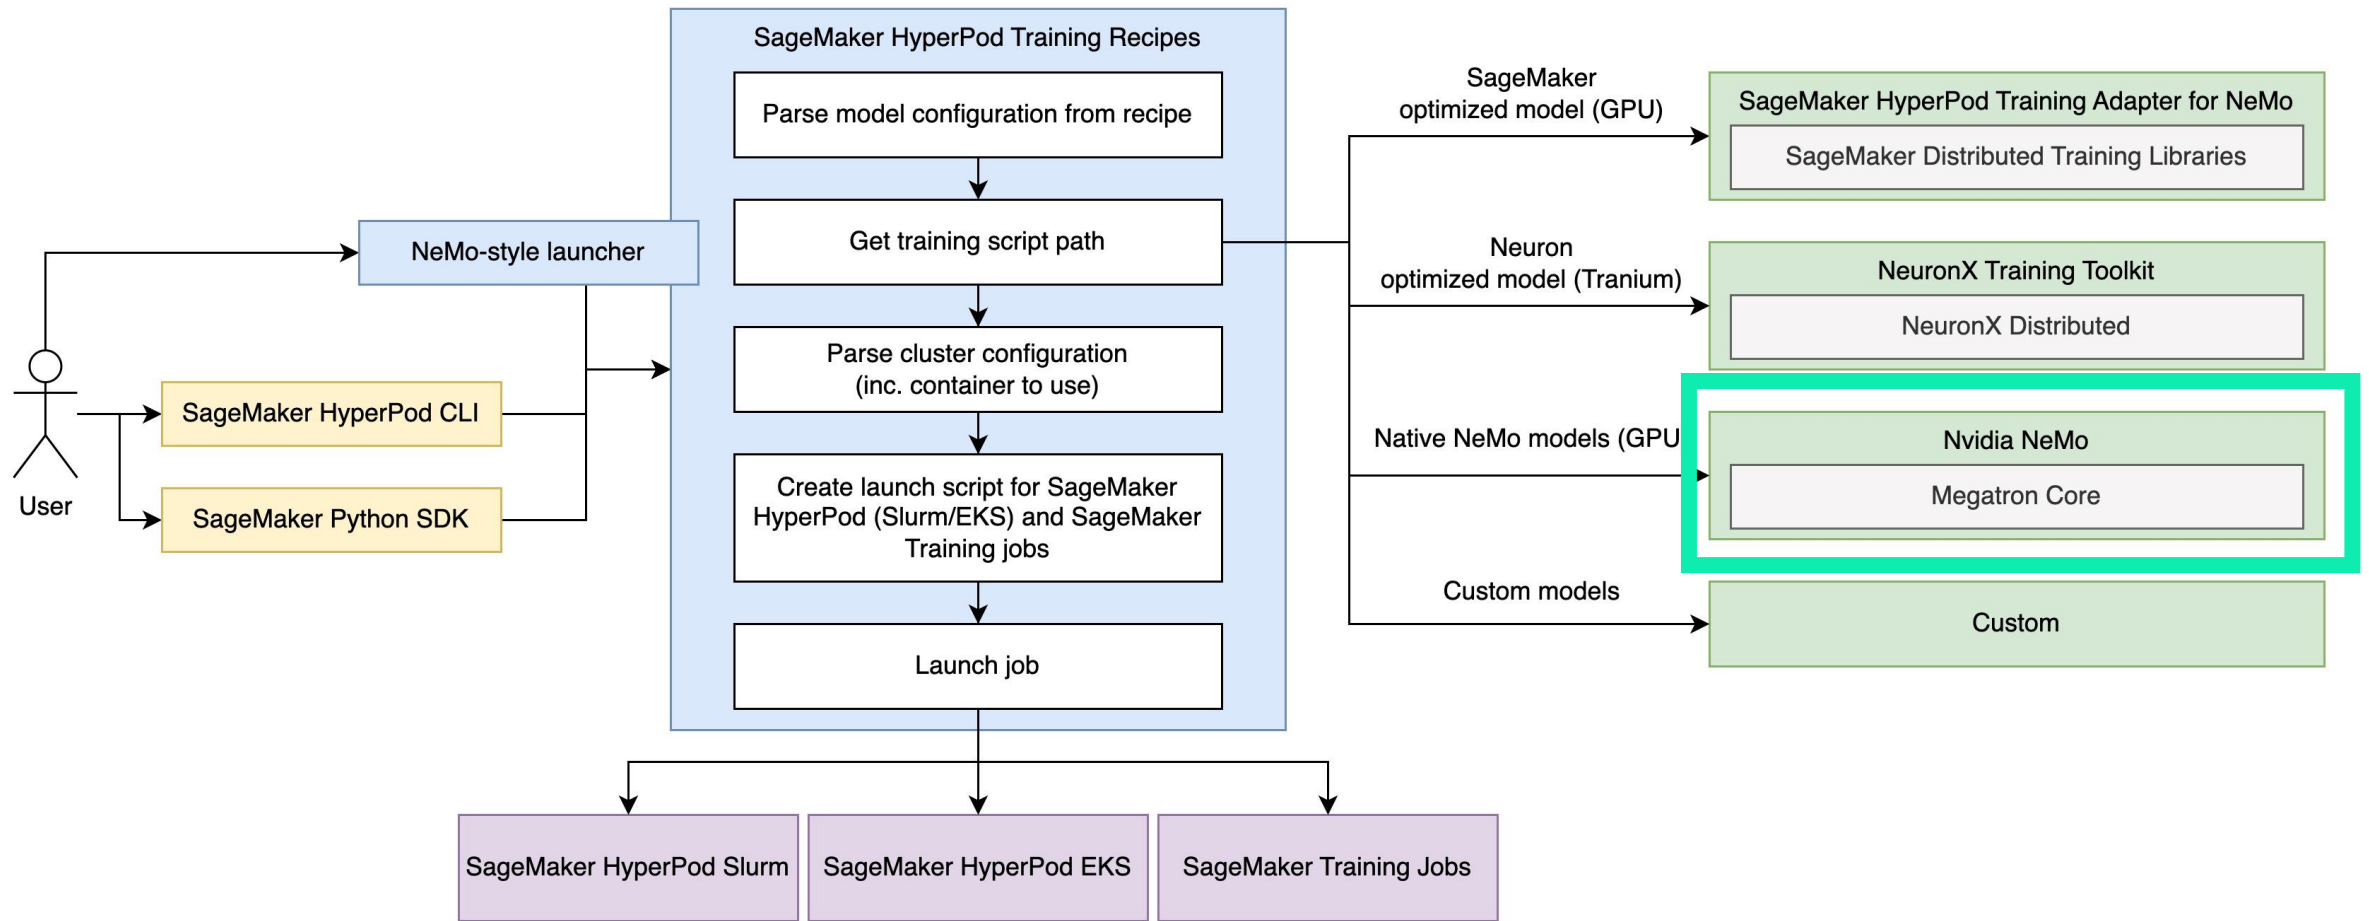 SageMaker HyperPod Training Recipes
Parse model configuration from recipe
Get training script path
Parse cluster configuration
(inc. container to use)
Create launch script for SageMaker
HyperPod (Slurm/EKS) and SageMaker
Training jobs
Launch job
NeMo-style launcher
SageMaker HyperPod CLI
SageMaker Python SDK
User
SageMaker
optimized model (GPU)
SageMaker HyperPod Training Adapter for NeMo
SageMaker Distributed Training Libraries
Neuron
optimized model (Tranium)
NeuronX Training Toolkit
NeuronX Distributed
Native NeMo models (GPU
Nvidia NeMo
Megatron Core
Custom models
Custom
SageMaker HyperPod Slurm
SageMaker HyperPod EKS
SageMaker Training Jobs